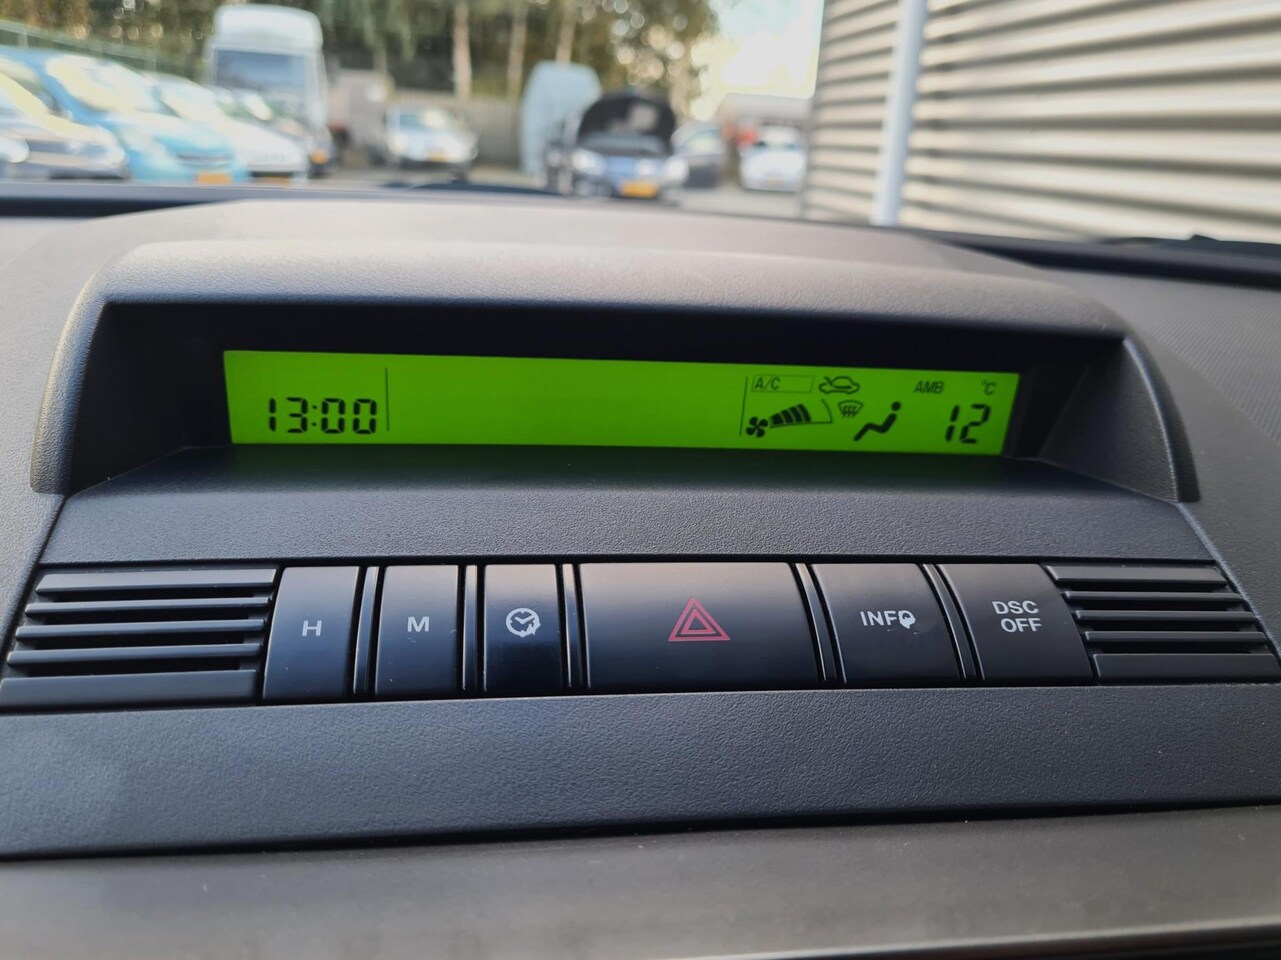 13:00
A/C
AMB °C
12
H
M
INFO
DSC
OFF